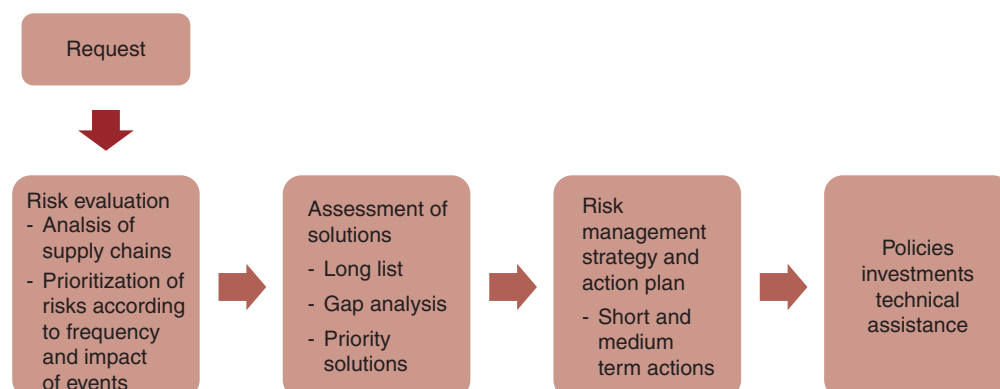 Request
Risk evaluation
- Analsis of
supply chains
- Prioritization of
risks according
to frequency
and impact
of events
Assessment of
solutions
- Long list
- Gap analysis
- Priority
solutions
Risk
management
strategy and
action plan
- Short and
medium
term actions
Policies
investments
technical
assistance